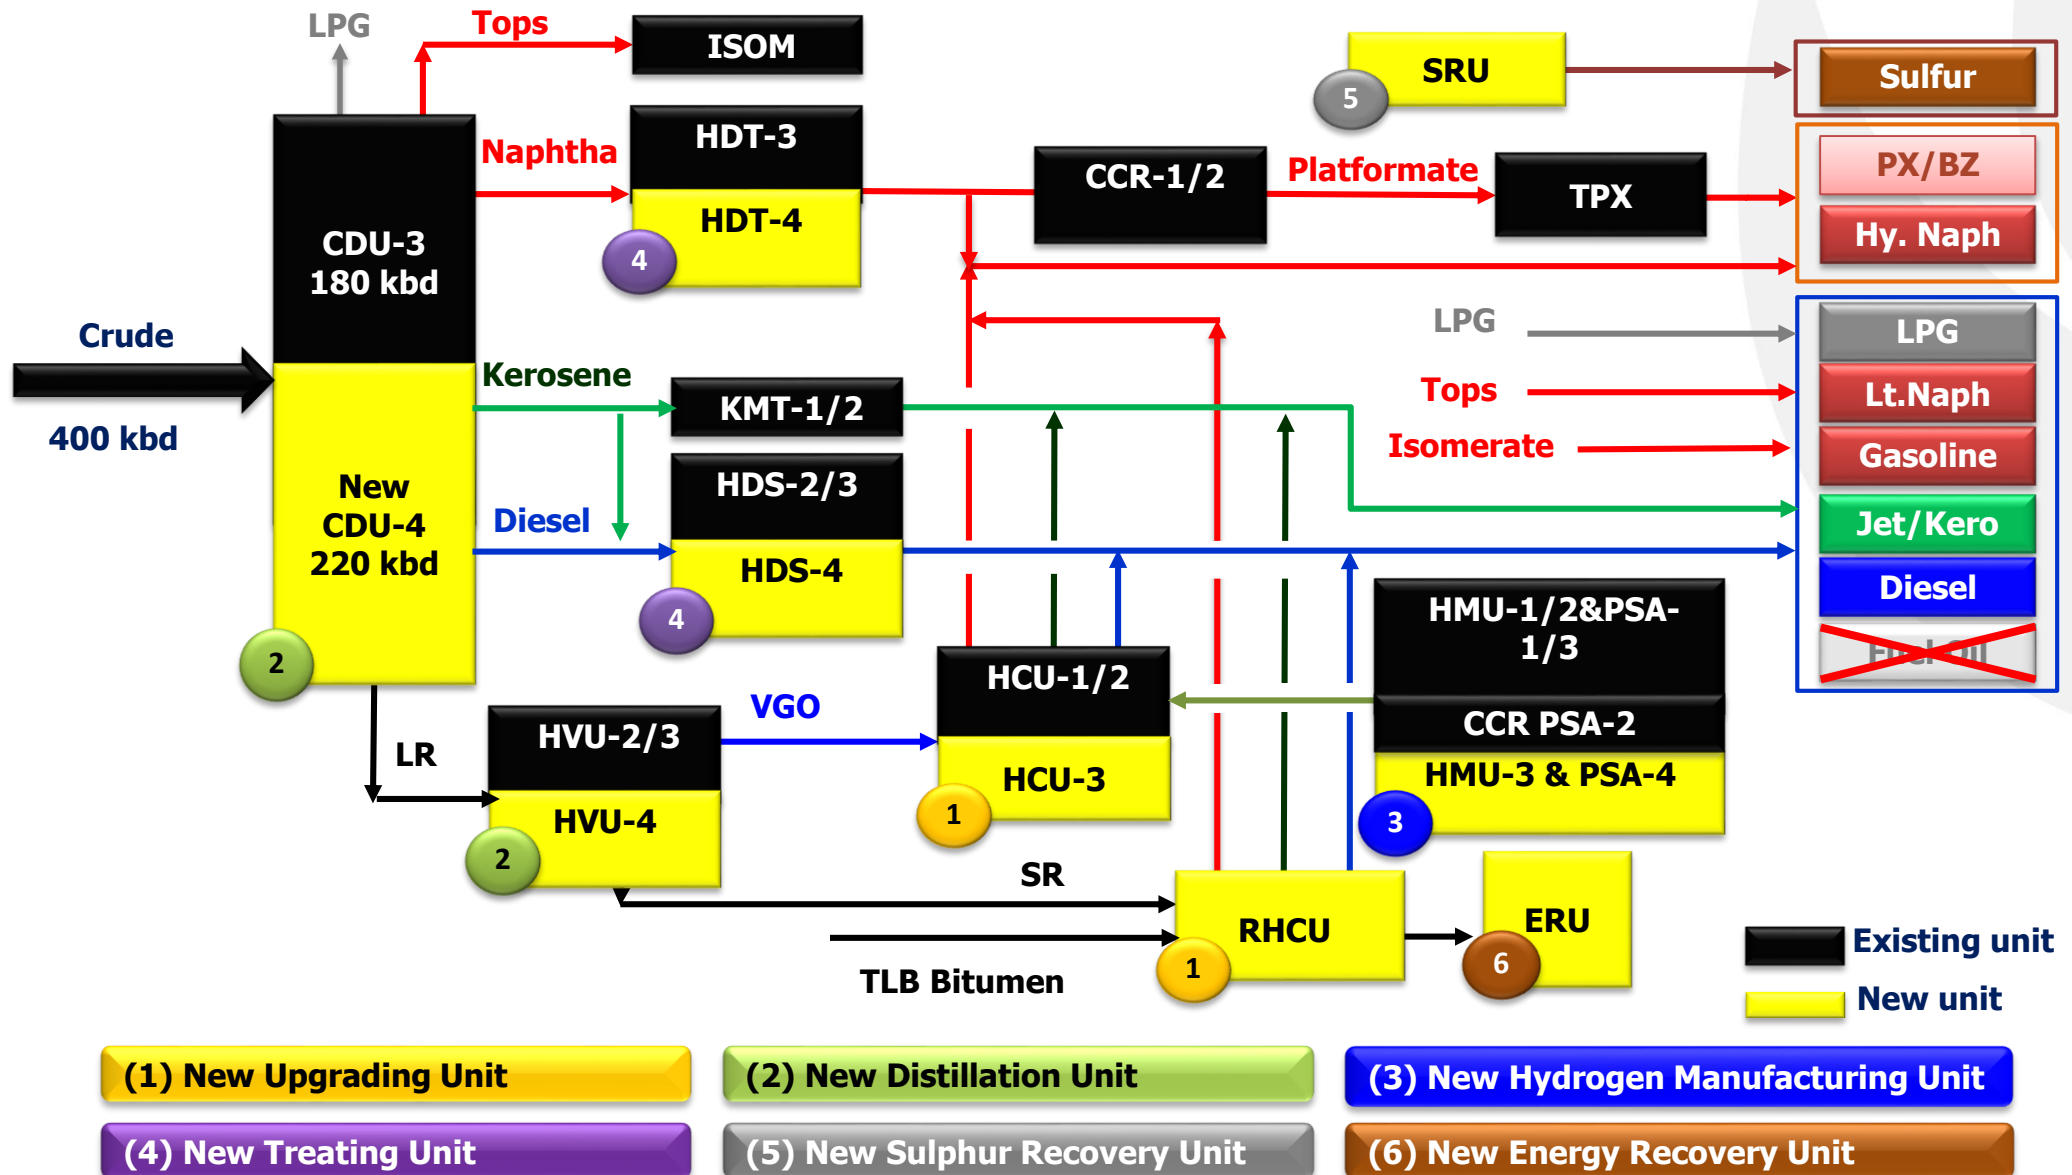 LPG
Tops
ISOM
SRU
5
Sulfur
Naphtha
HDT-3
HDT-4
4
CCR-1/2
Platformate
TPX
PX/BZ
Hy. Naph
CDU-3
180 kbd
Crude
400 kbd
New
CDU-4
220 kbd
2
Kerosene
KMT-1/2
Diesel
HDS-2/3
HDS-4
4
LPG
Tops
Isomerate
LPG
Lt.Naph
Gasoline
Jet/Kero
Diesel
Fuel Oil
HMU-1/2&PSA-
1/3
CCR PSA-2
HMU-3 & PSA-4
3
LR
HVU-2/3
HVU-4
2
VGO
HCU-1/2
HCU-3
1
SR
TLB Bitumen
RHCU
1
ERU
6
Existing unit
New unit
(1) New Upgrading Unit
(2) New Distillation Unit
(3) New Hydrogen Manufacturing Unit
(4) New Treating Unit
(5) New Sulphur Recovery Unit
(6) New Energy Recovery Unit